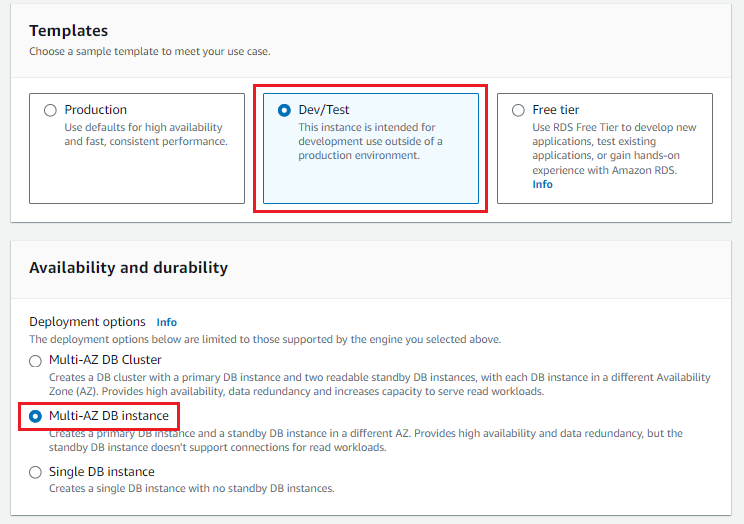 Templates
Choose a sample template to meet your use case.
Production
Use defaults for high availability
and fast, consistent performance.
Dev/Test
This instance is intended for
development use outside of a
production environment.
Free tier
Use RDS Free Tier to develop new
applications, test existing
applications, or gain hands-on
experience with Amazon RDS.
Info
Availability and durability
Deployment options Info
The deployment options below are limited to those supported by the engine you selected above.
Multi-AZ DB Cluster
Creates a DB cluster with a primary DB instance and two readable standby DB instances, with each DB instance in a different Availability
Zone (AZ). Provides high availability, data redundancy and increases capacity to serve read workloads.
Multi-AZ DB instance
Creates a primary DB instance and a standby DB instance in a different AZ. Provides high availability and data redundancy, but the
standby DB instance doesn't support connections for read workloads.
Single DB instance
Creates a single DB instance with no standby DB instances.